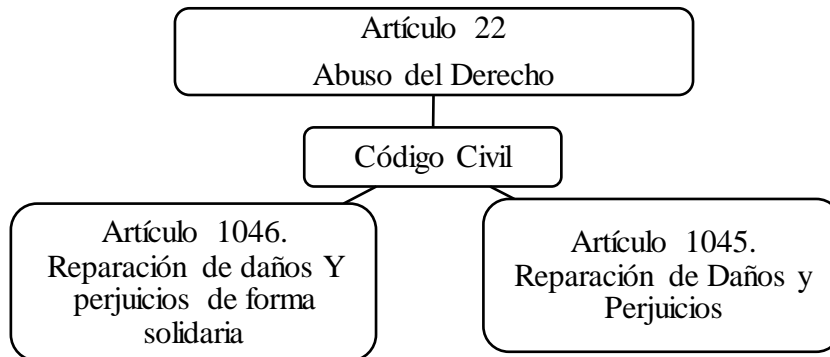 Artículo 22
Abuso del Derecho
Código Civil
Artículo 1046.
Reparación de daños Y
perjuicios de forma
solidaria
Artículo 1045.
Reparación de Daños y
Perjuicios